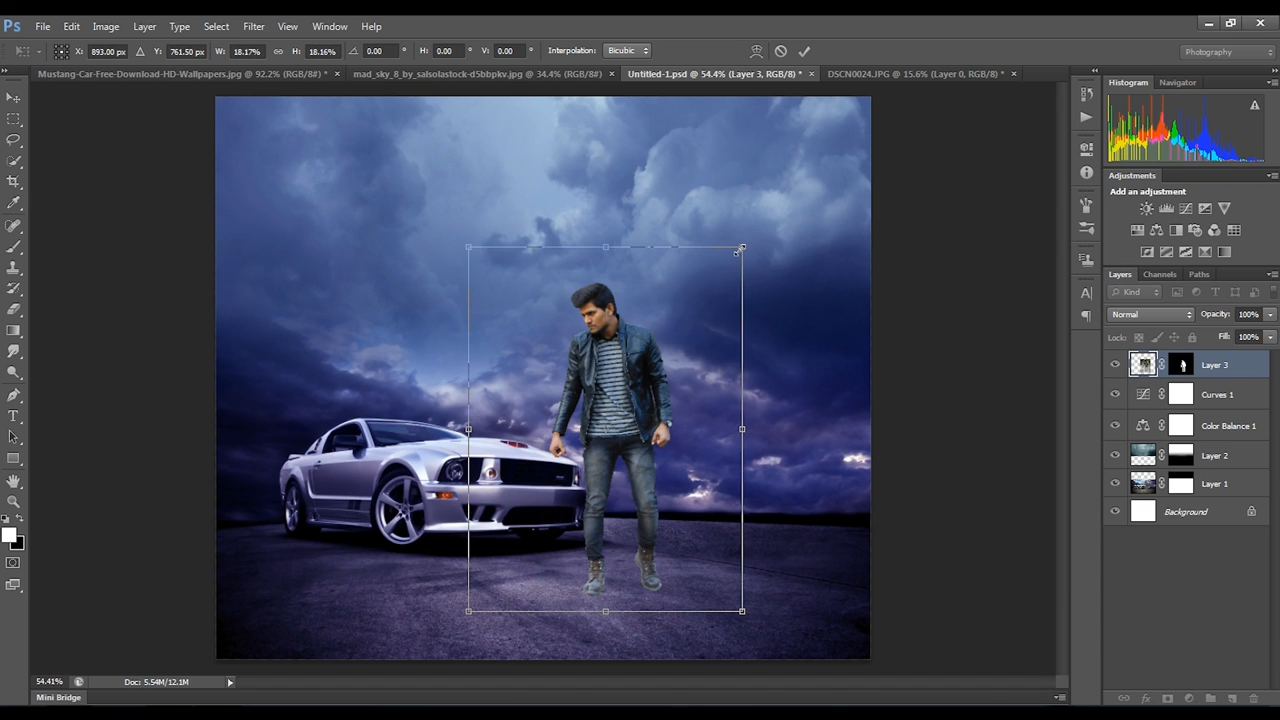 Ps File Edit Image Layer Type Select Filter View Window Help
X: 893.00 px Y: 761.50 px W: 18.17% H: 18.16% 0.00 ° H: 0.00 ° V: 0.00 ° Interpolation: Bicubic Photography
Mustang-Car-Free-Download-HD-Wallpapers.jpg @ 92.2% (RGB/8#) * × mad_sky_8_by_salsolastock-d5bbpkv.jpg @ 34.4% (RGB/8#) × Untitled-1.psd @ 54.4% (Layer 3, RGB/8) * × DSCN0024.JPG @ 15.6% (Layer 0, RGB/8) * ×
Histogram Navigator
Adjustments
Add an adjustment
Layers Channels Paths
Kind
Normal Opacity: 100%
Lock: Fill: 100%
Layer 3
Curves 1
Color Balance 1
Layer 2
Layer 1
Background
54.41% Doc: 5.54M/12.1M
Mini Bridge